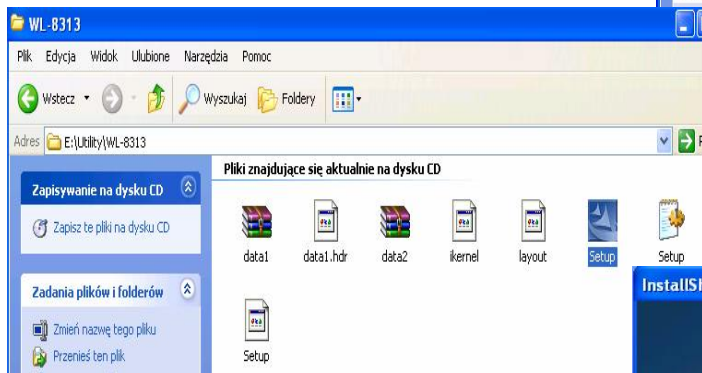 WL-8313
Plik Edycja Widok Ulubione Narzędzia Pomoc
Wstecz Wyszukaj Foldery
Adres E:\Utility\WL-8313
Pliki znajdujące się aktualnie na dysku CD
Zapisywanie na dysku CD
Zapisz te pliki na dysku CD
data1 data1.hdr data2 ikernel layout Setup Setup
Zadania plików i folderów
Zmień nazwę tego pliku
Przenieś ten plik
Setup